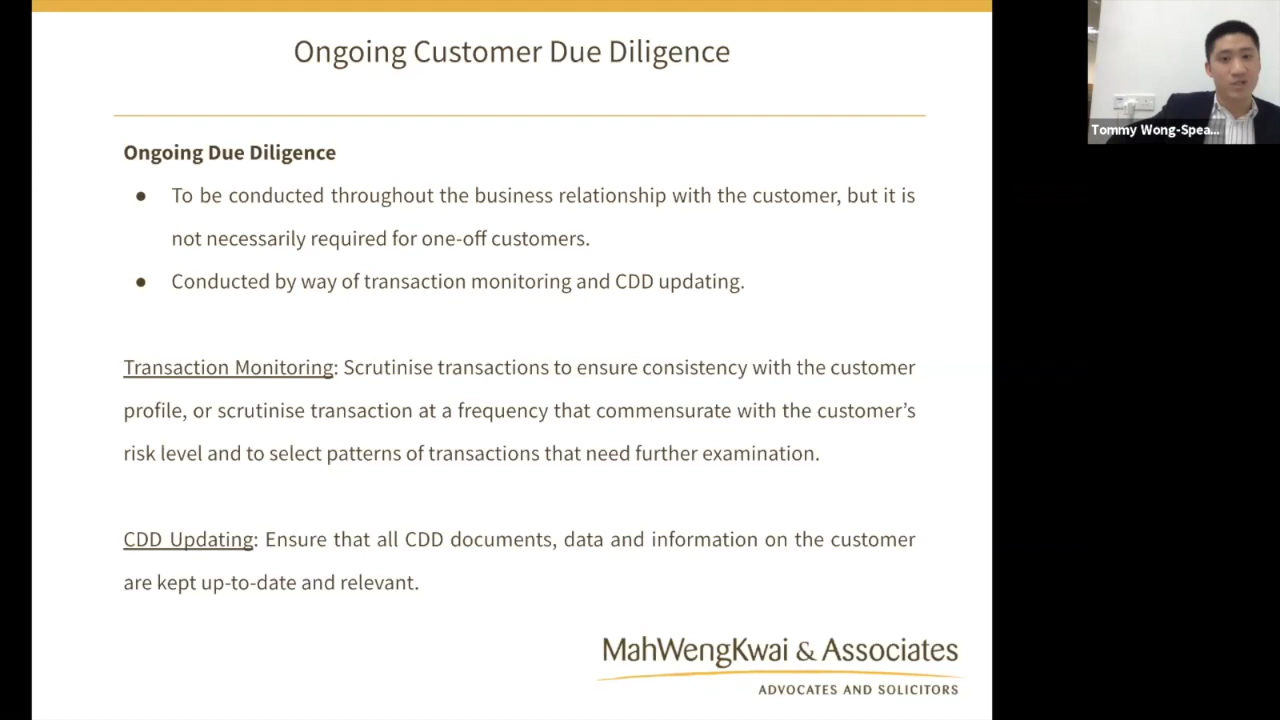 Ongoing Customer Due Diligence
Ongoing Due Diligence
● To be conducted throughout the business relationship with the customer, but it is
not necessarily required for one-off customers.
● Conducted by way of transaction monitoring and CDD updating.
Transaction Monitoring: Scrutinise transactions to ensure consistency with the customer
profile, or scrutinise transaction at a frequency that commensurate with the customer’s
risk level and to select patterns of transactions that need further examination.
CDD Updating: Ensure that all CDD documents, data and information on the customer
are kept up-to-date and relevant.
MahWengKwai & Associates
ADVOCATES AND SOLICITORS
Tommy Wong-Spea...